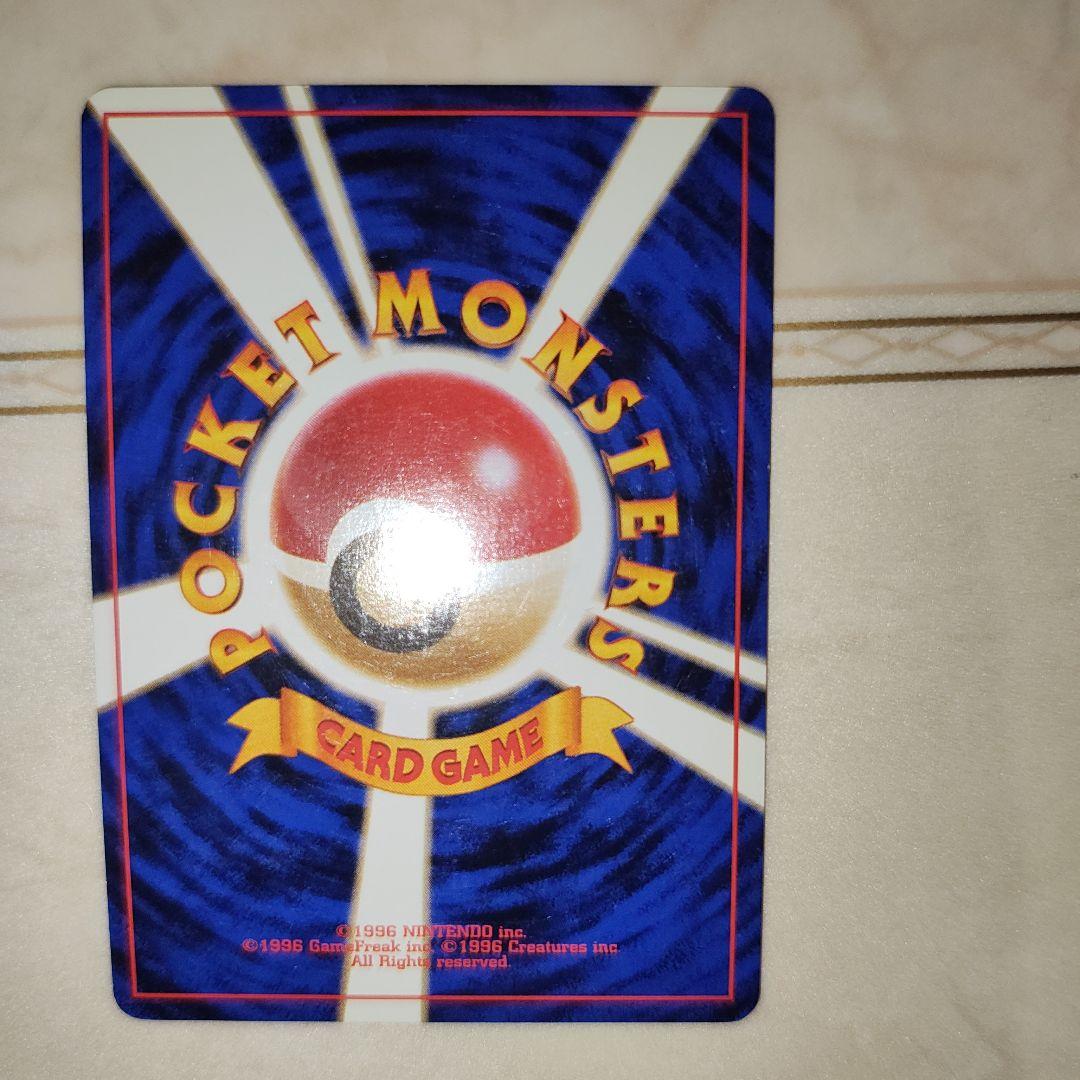 POCKET MONSTERS
CARD GAME
©1996 NINTENDO inc.
©1996 GameFreak inc. ©1996 Creatures inc.
All Rights reserved.